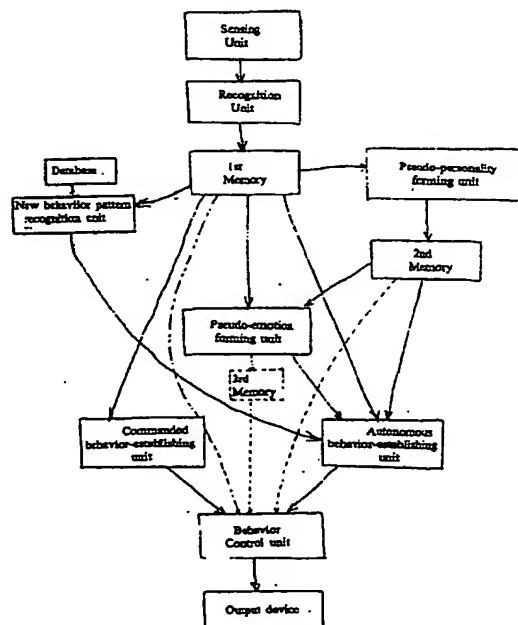 Sensing
Unit
Recognition
Unit
1st
Memory
Database
New behavior pattern
recognition unit
Pseudo-personality
forming unit
2nd
Memory
Pseudo-emotion
forming unit
3rd
Memory
Commanded
behavior-establishing
unit
Autonomous
behavior-establishing
unit
Behavior
Control unit
Output device